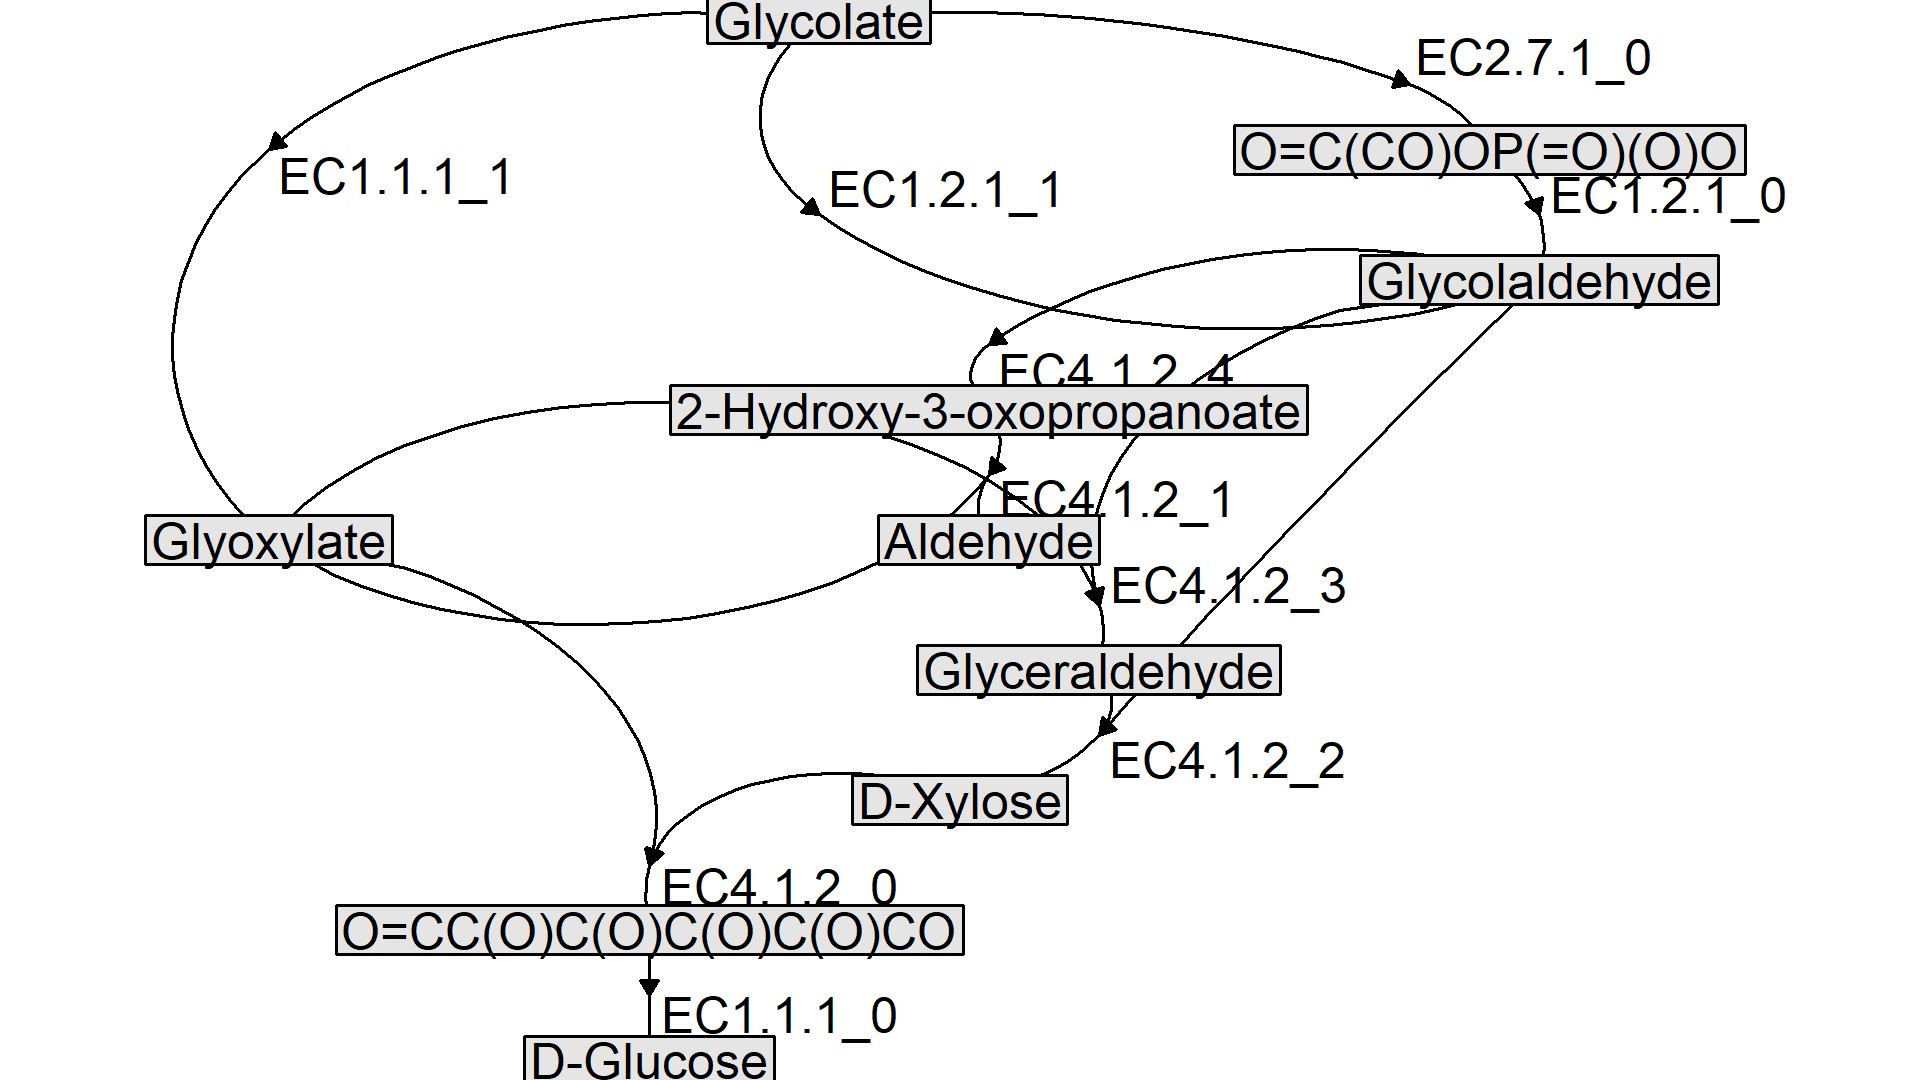 Glycolate
EC2.7.1_0
O=C(CO)OP(=O)(O)O
EC1.1.1_1
EC1.2.1_1
EC1.2.1_0
Glycolaldehyde
EC4.1.2_4
2-Hydroxy-3-oxopropanoate
EC4.1.2_1
Glyoxylate
Aldehyde
EC4.1.2_3
Glyceraldehyde
EC4.1.2_2
D-Xylose
EC4.1.2_0
O=CC(O)C(O)C(O)C(O)CO
EC1.1.1_0
D-Glucose